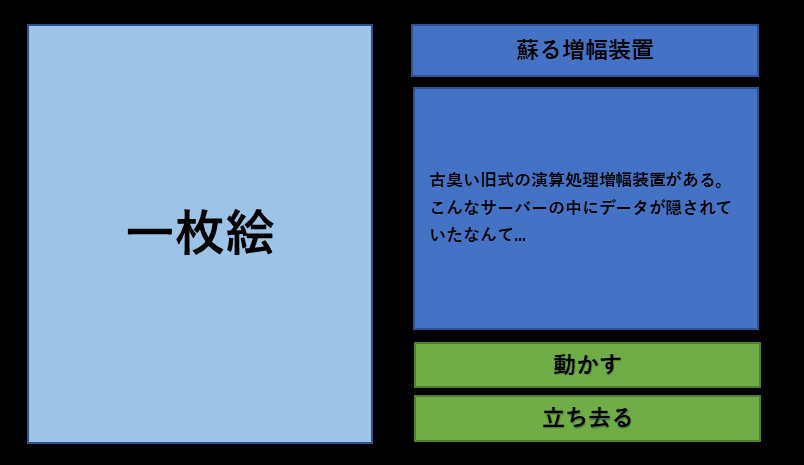 一枚絵
蘇る増幅装置
古臭い旧式の演算処理増幅装置がある。
こんなサーバーの中にデータが隠されて
いたなんて…
動かす
立ち去る